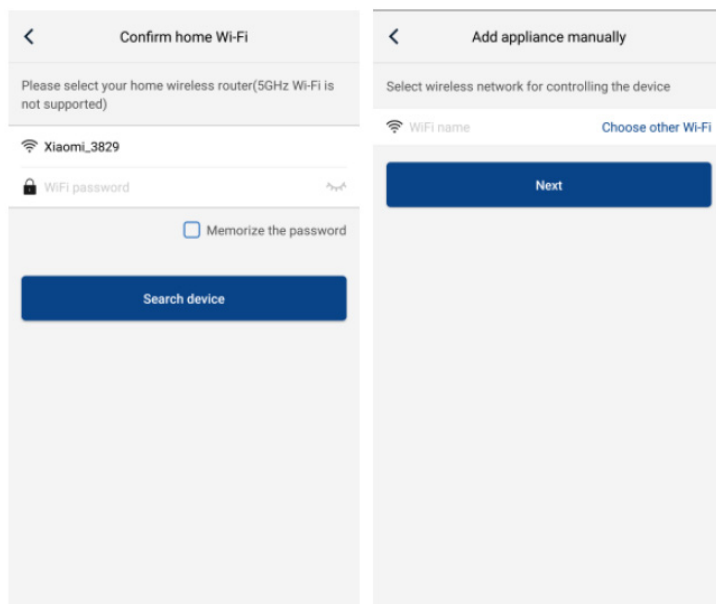 Confirm home Wi-Fi
Please select your home wireless router(5GHz Wi-Fi is
not supported)
Xiaomi_3829
WiFi password
Memorize the password
Search device
Add appliance manually
Select wireless network for controlling the device
WiFi name
Choose other Wi-Fi
Next